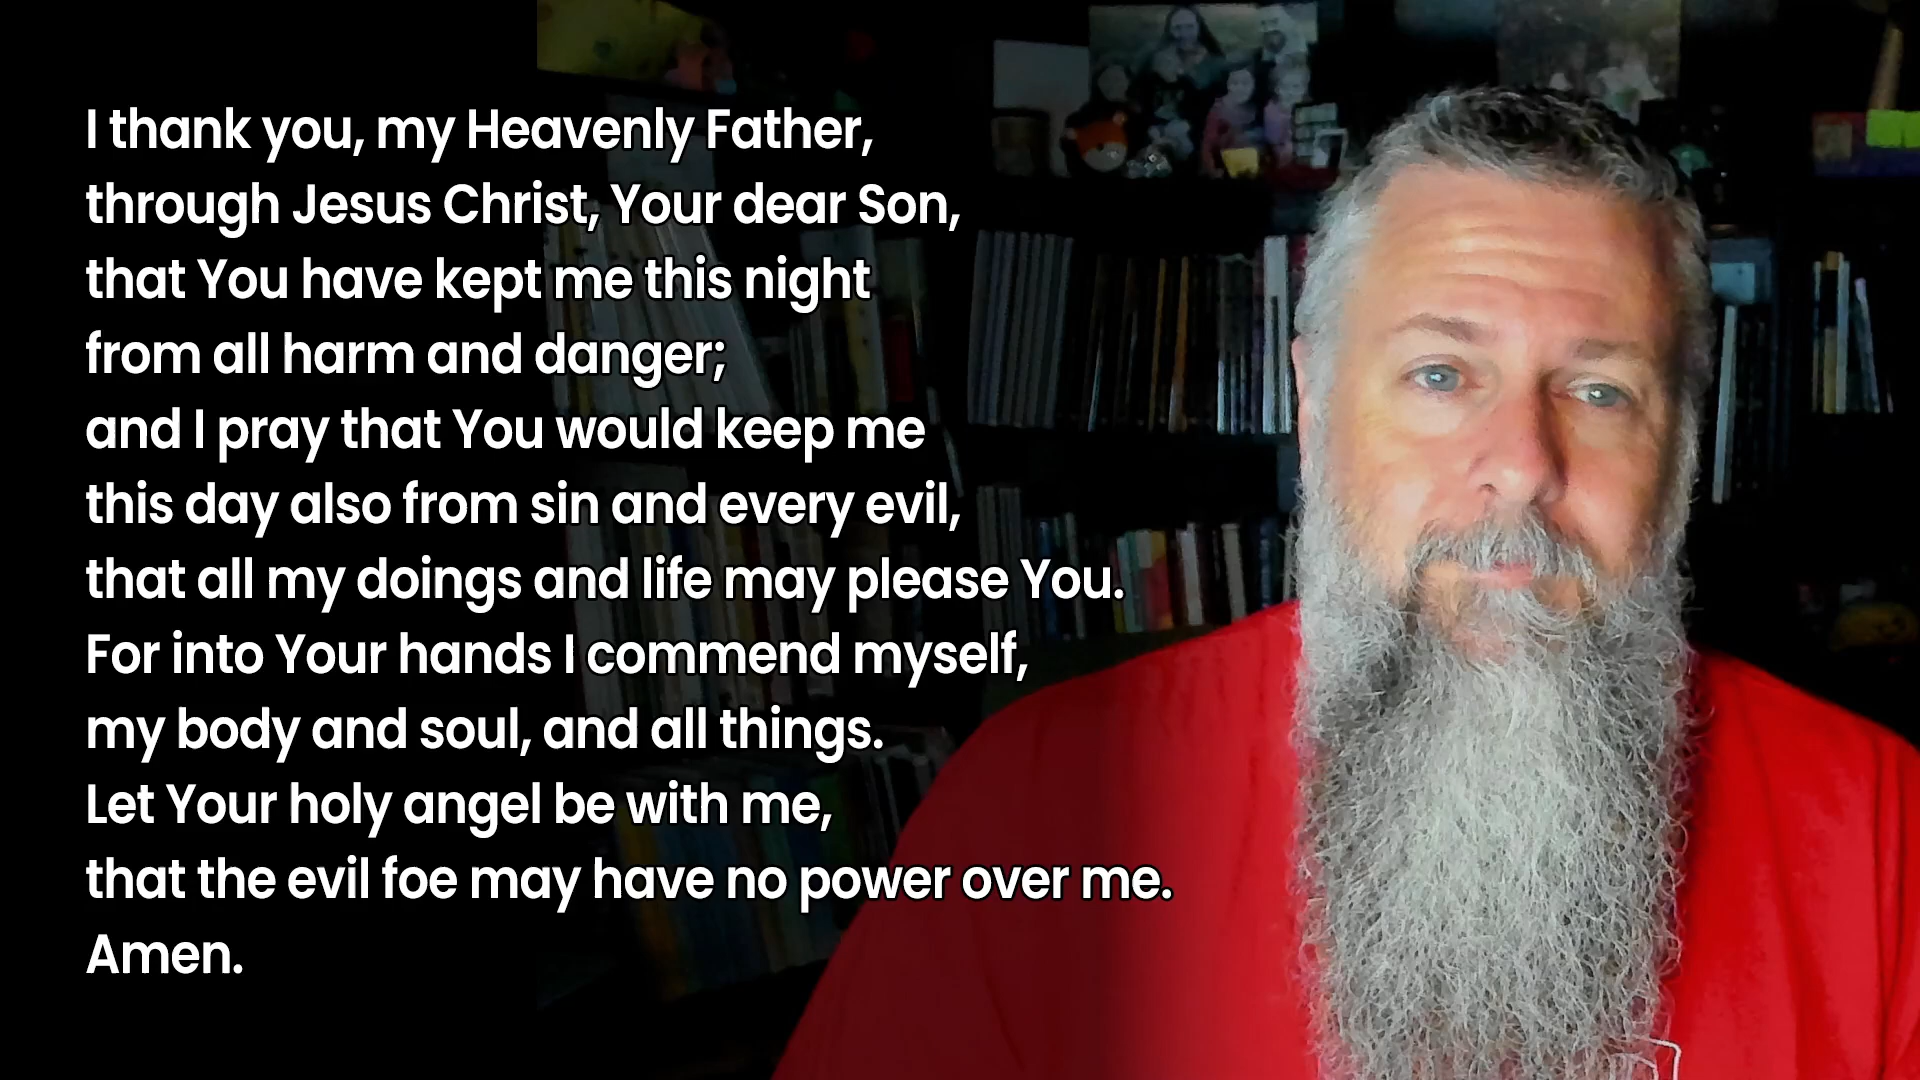 I thank you, my Heavenly Father,
through Jesus Christ, Your dear Son,
that You have kept me this night
from all harm and danger;
and I pray that You would keep me
this day also from sin and every evil,
that all my doings and life may please You.
For into Your hands I commend myself,
my body and soul, and all things.
Let Your holy angel be with me,
that the evil foe may have no power over me.
Amen.